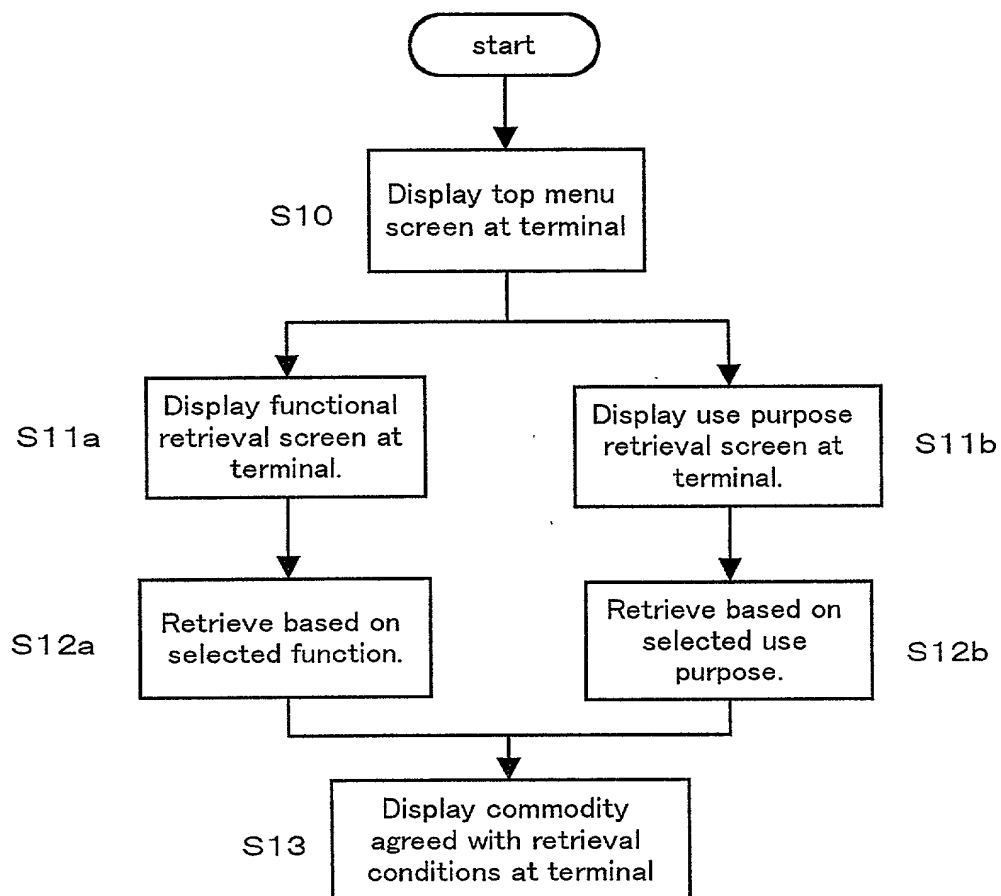 start
S10
Display top menu
screen at terminal
S11a
Display functional
retrieval screen at
terminal.
Display use purpose
retrieval screen at
terminal.
S11b
S12a
Retrieve based on
selected function.
Retrieve based on
selected use
purpose.
S12b
S13
Display commodity
agreed with retrieval
conditions at terminal